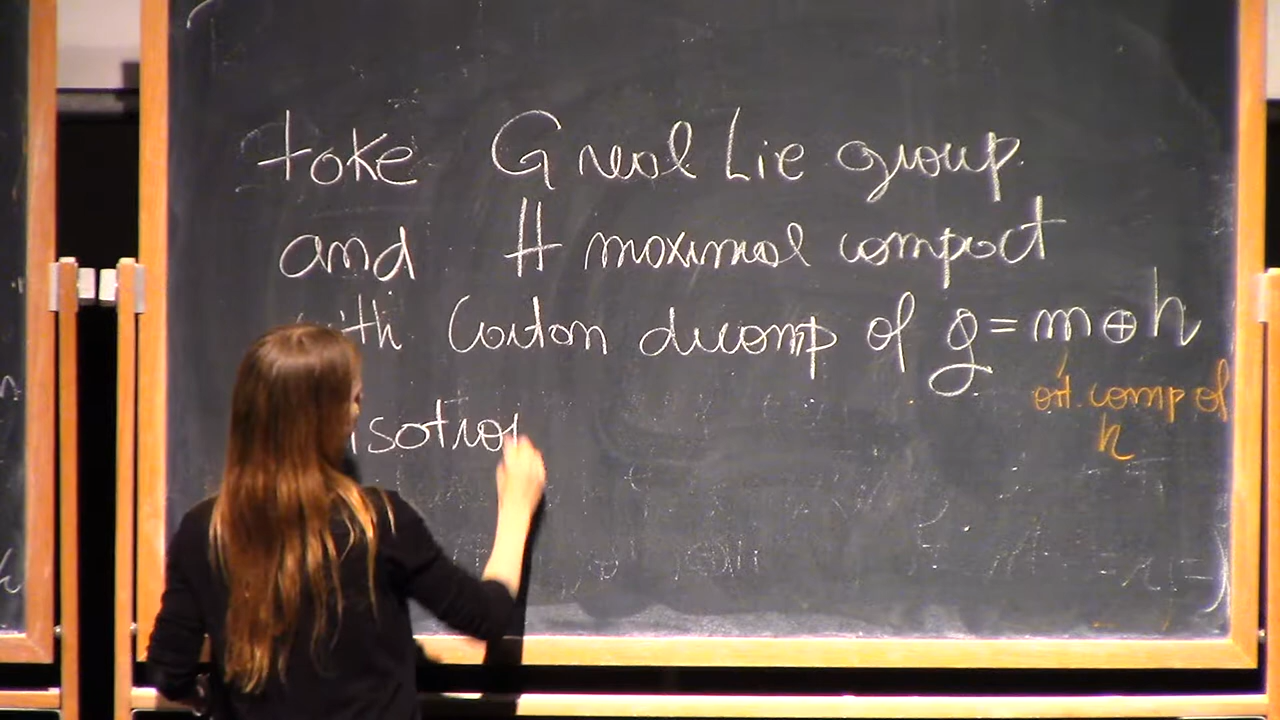 take G real Lie group
and H maximal compact
with Cartan decomp of g = m ⊕ h
ort. comp of
h
isotro